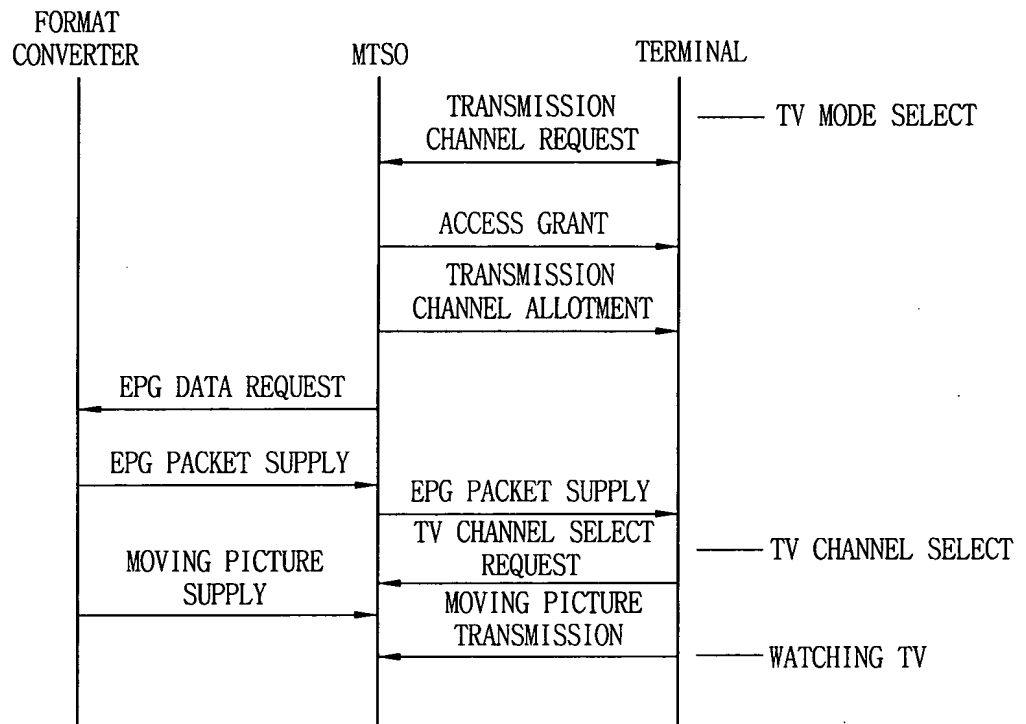 FORMAT
CONVERTER
MTSO
TERMINAL
TRANSMISSION
CHANNEL REQUEST
TV MODE SELECT
ACCESS GRANT
TRANSMISSION
CHANNEL ALLOTMENT
EPG DATA REQUEST
EPG PACKET SUPPLY
EPG PACKET SUPPLY
TV CHANNEL SELECT
REQUEST
TV CHANNEL SELECT
MOVING PICTURE
SUPPLY
MOVING PICTURE
TRANSMISSION
WATCHING TV